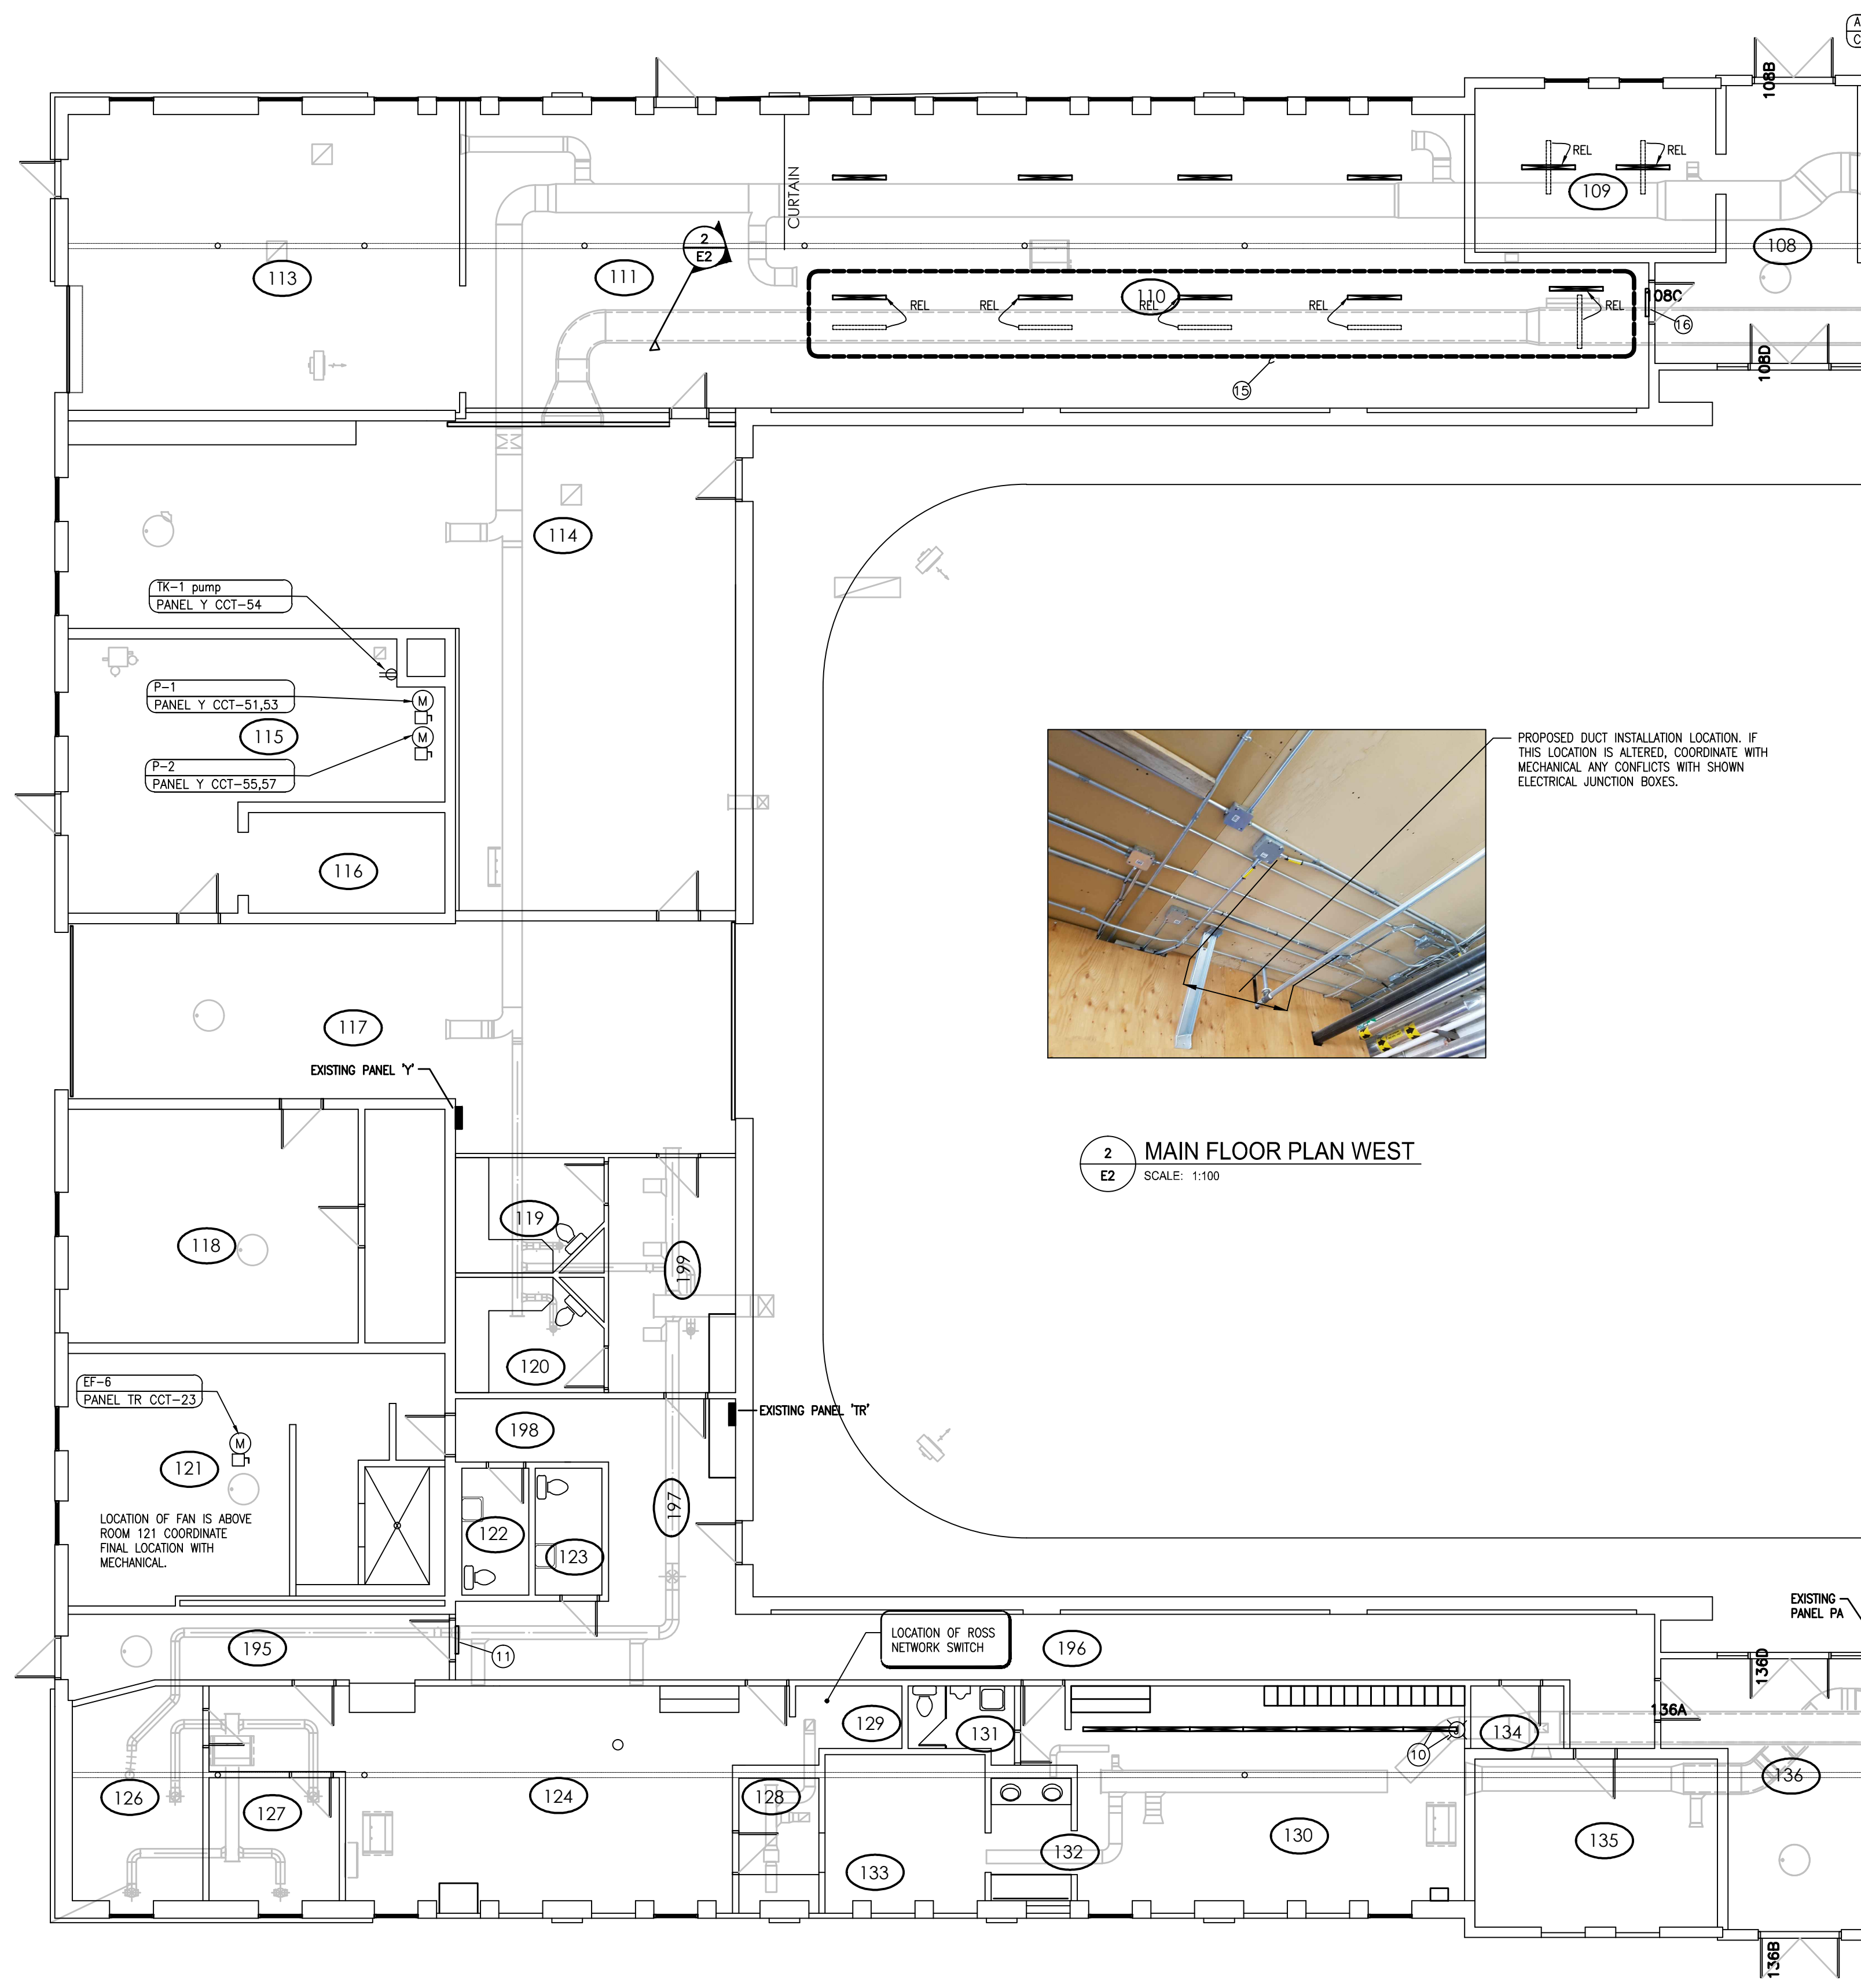 A
C
108B
REL
REL
109
CURTAIN
2
E2
108
113
111
110
REL
REL
REL
REL
REL
108C
16
108D
15
114
TK-1 pump
PANEL Y CCT-54
P-1
PANEL Y CCT-51,53
M
115
M
P-2
PANEL Y CCT-55,57
PROPOSED DUCT INSTALLATION LOCATION. IF
THIS LOCATION IS ALTERED, COORDINATE WITH
MECHANICAL ANY CONFLICTS WITH SHOWN
ELECTRICAL JUNCTION BOXES.
116
117
EXISTING PANEL 'Y'
2
E2
MAIN FLOOR PLAN WEST
SCALE: 1:100
119
118
199
120
EF-6
PANEL TR CCT-23
EXISTING PANEL 'TR'
198
M
121
197
LOCATION OF FAN IS ABOVE
ROOM 121 COORDINATE
FINAL LOCATION WITH
MECHANICAL.
122
123
EXISTING
PANEL PA
LOCATION OF ROSS
NETWORK SWITCH
195
11
196
136D
136A
129
131
134
10
126
127
124
128
136
130
135
132
133
136B